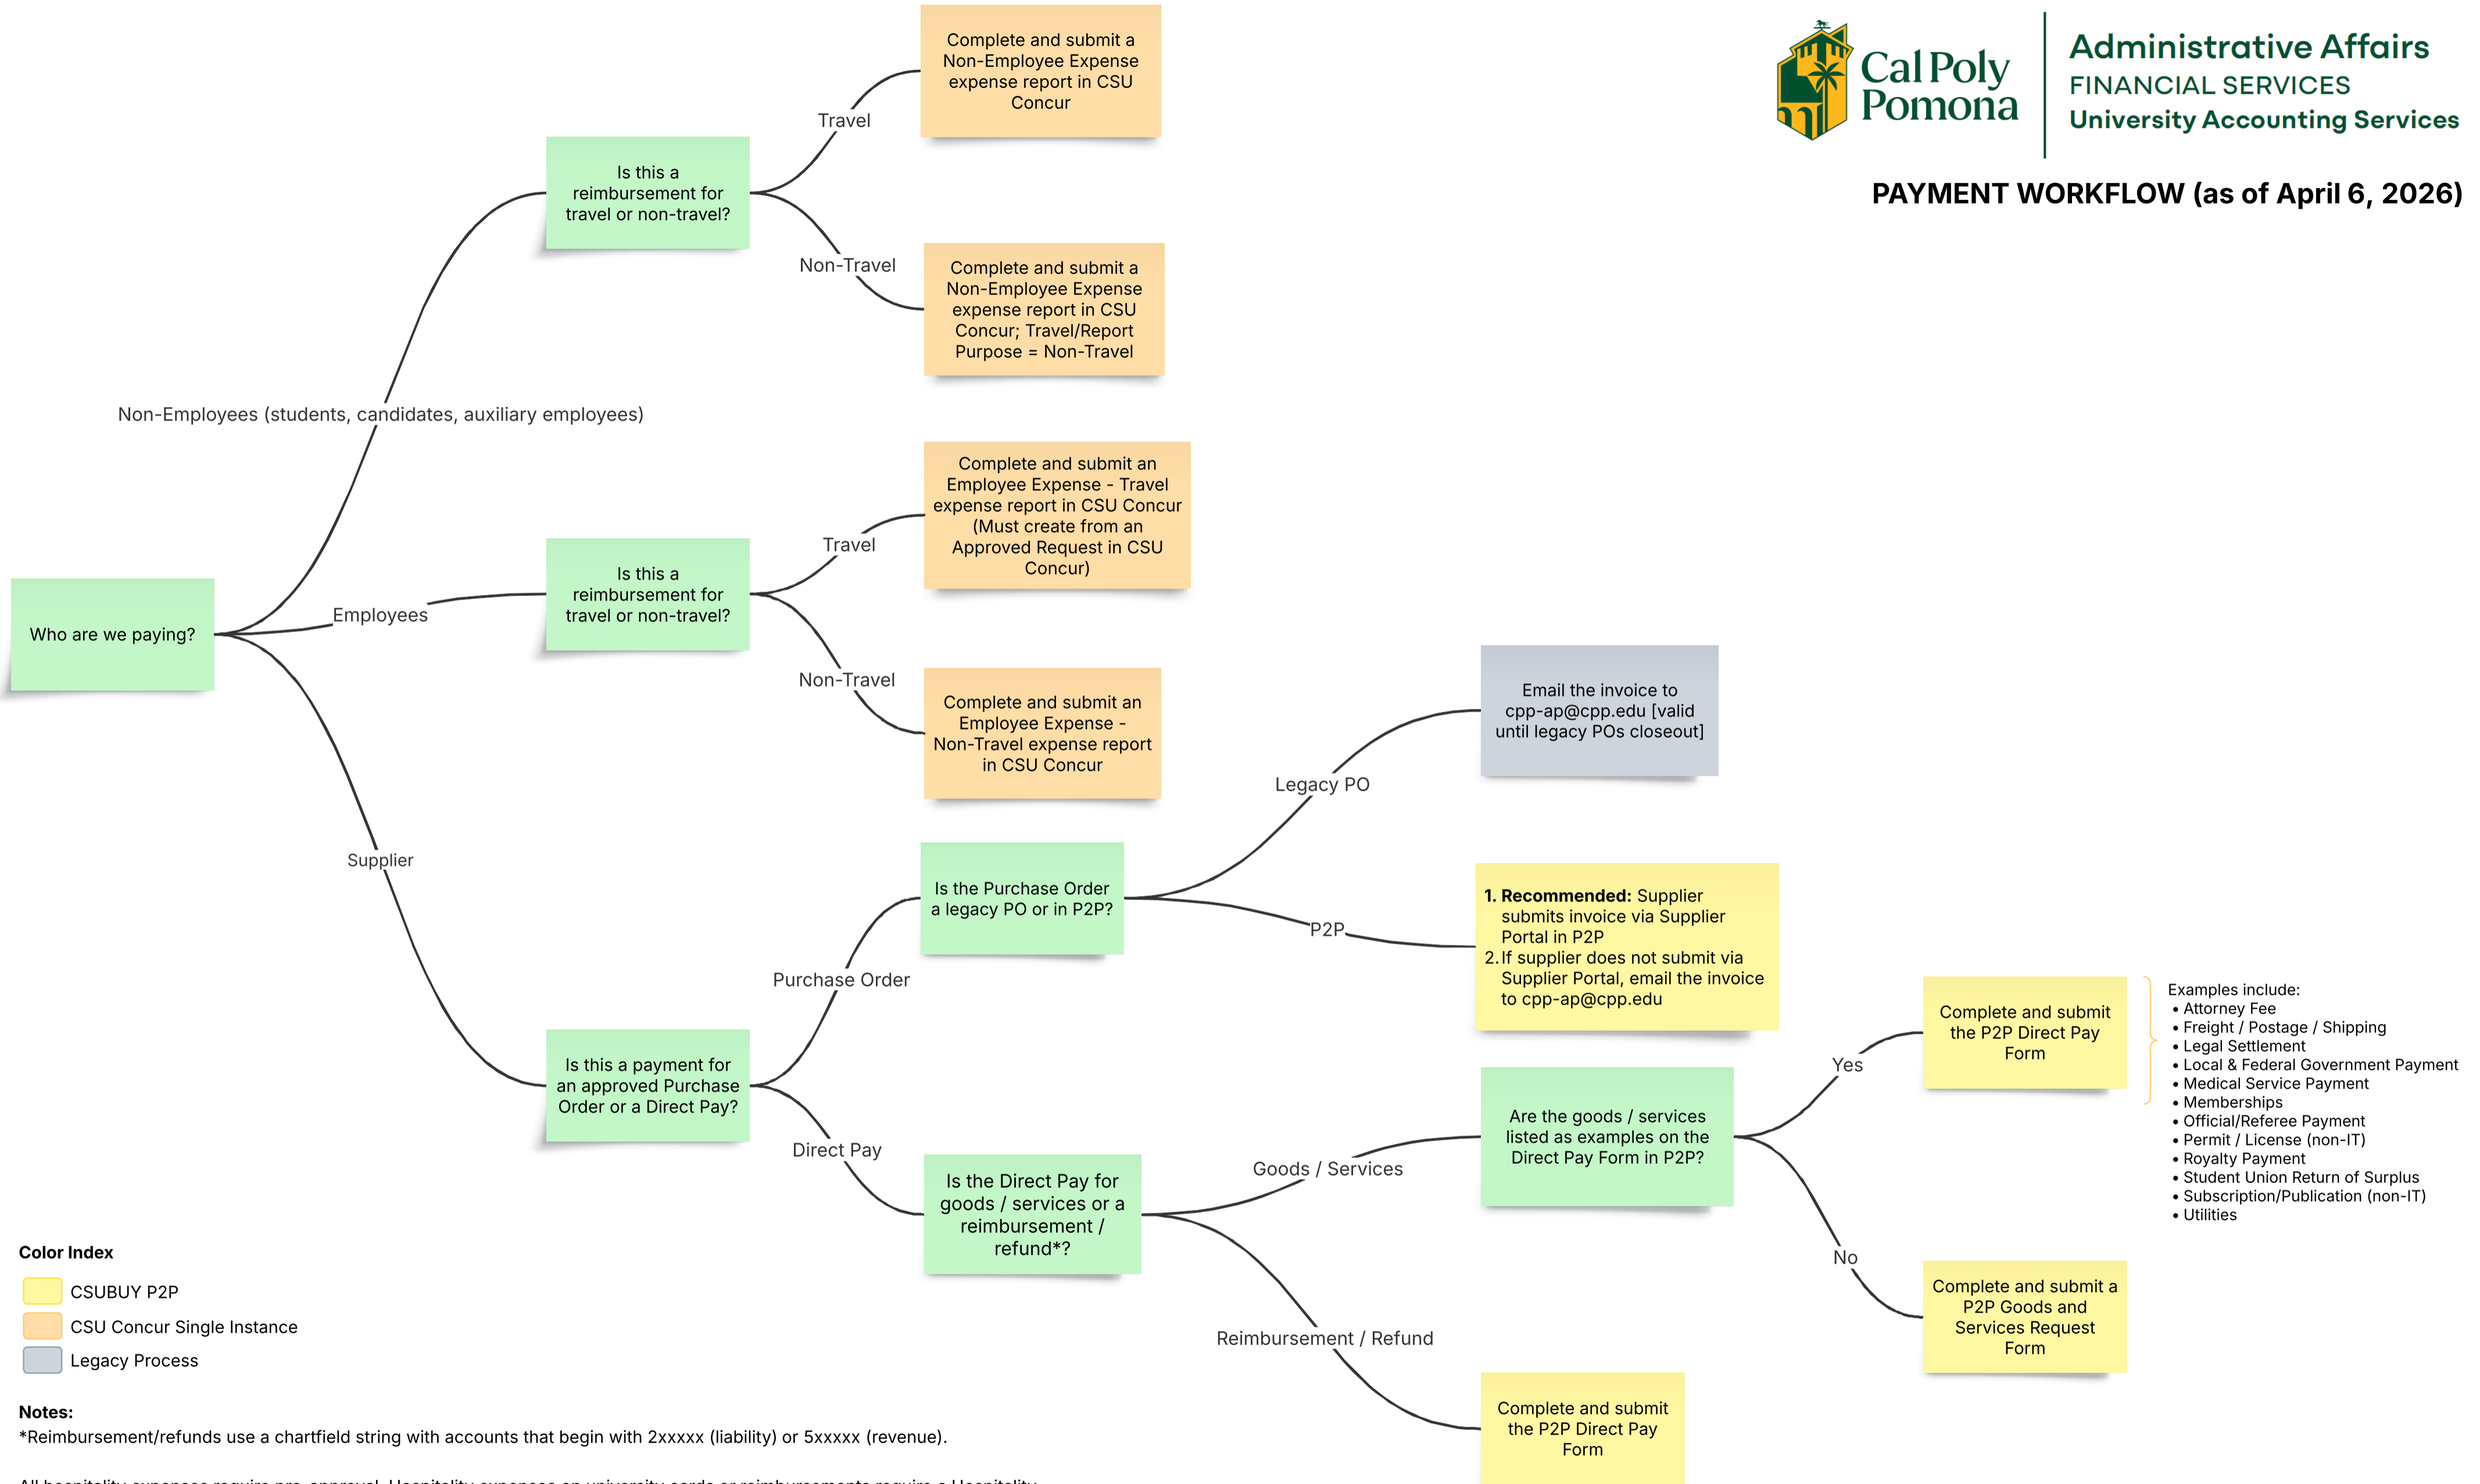 Cal Poly
Pomona
Administrative Affairs
FINANCIAL SERVICES
University Accounting Services
PAYMENT WORKFLOW (as of April 6, 2026)
Who are we paying?
Non-Employees (students, candidates, auxiliary employees)
Is this a
reimbursement for
travel or non-travel?
Travel
Complete and submit a
Non-Employee Expense
expense report in CSU
Concur
Non-Travel
Complete and submit a
Non-Employee Expense
expense report in CSU
Concur; Travel/Report
Purpose = Non-Travel
Employees
Is this a
reimbursement for
travel or non-travel?
Travel
Complete and submit an
Employee Expense - Travel
expense report in CSU Concur
(Must create from an
Approved Request in CSU
Concur)
Non-Travel
Complete and submit an
Employee Expense -
Non-Travel expense report
in CSU Concur
Supplier
Is this a payment for
an approved Purchase
Order or a Direct Pay?
Purchase Order
Is the Purchase Order
a legacy PO or in P2P?
Legacy PO
Email the invoice to
cpp-ap@cpp.edu [valid
until legacy POs closeout]
P2P
1. Recommended: Supplier
submits invoice via Supplier
Portal in P2P
2. If supplier does not submit via
Supplier Portal, email the invoice
to cpp-ap@cpp.edu
Direct Pay
Is the Direct Pay for
goods / services or a
reimbursement /
refund*?
Goods / Services
Are the goods / services
listed as examples on the
Direct Pay Form in P2P?
Yes
Complete and submit
the P2P Direct Pay
Form
Examples include:
• Attorney Fee
• Freight / Postage / Shipping
• Legal Settlement
• Local & Federal Government Payment
• Medical Service Payment
• Memberships
• Official/Referee Payment
• Permit / License (non-IT)
• Royalty Payment
• Student Union Return of Surplus
• Subscription/Publication (non-IT)
• Utilities
No
Complete and submit a
P2P Goods and
Services Request
Form
Reimbursement / Refund
Complete and submit
the P2P Direct Pay
Form
Color Index
CSUBUY P2P
CSU Concur Single Instance
Legacy Process
Notes:
*Reimbursement/refunds use a chartfield string with accounts that begin with 2xxxxx (liability) or 5xxxxx (revenue).
All hospitality expenses require pre-approval. Hospitality expenses on university cards or reimbursements require a Hospitality